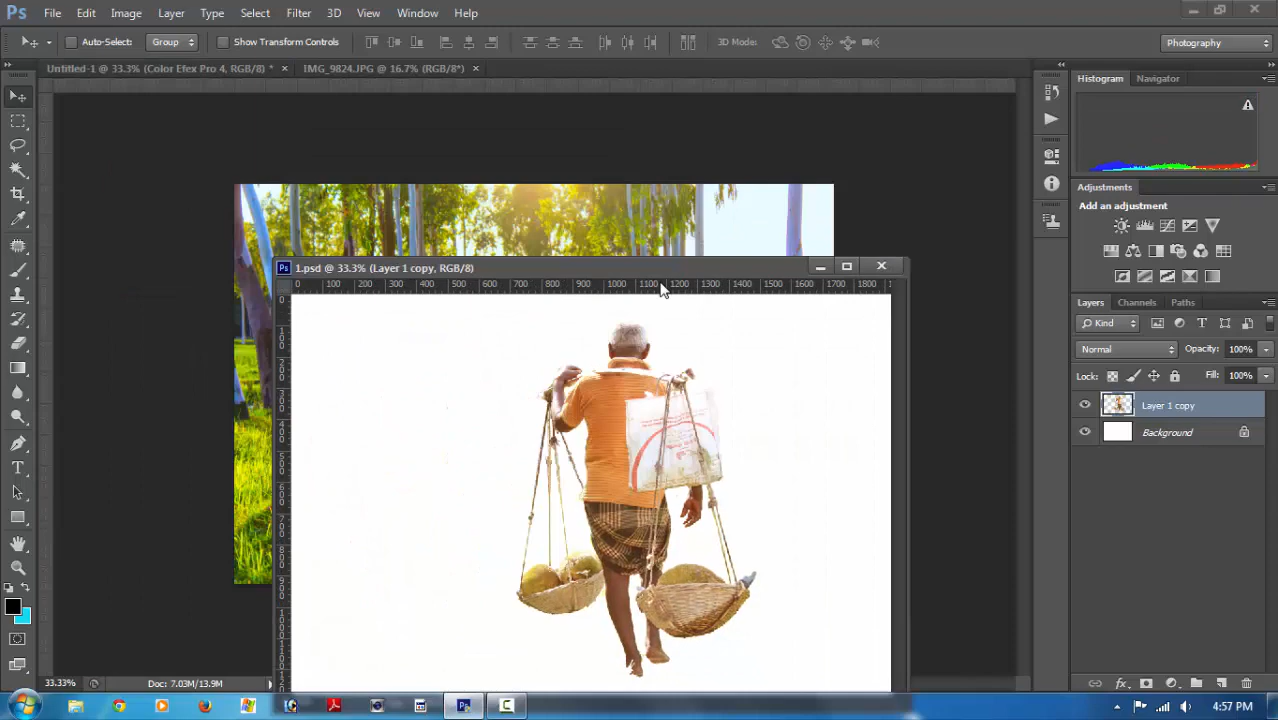 Ps File Edit Image Layer Type Select Filter 3D View Window Help
Auto-Select: Group Show Transform Controls 3D Mode: Photography
Untitled-1 @ 33.3% (Color Efex Pro 4, RGB/8) * × IMG_9824.JPG @ 16.7% (RGB/8*) ×
Histogram Navigator
Adjustments
Add an adjustment
Ps 1.psd @ 33.3% (Layer 1 copy, RGB/8)
0 100 200 300 400 500 600 700 800 900 1000 1100 1200 1300 1400 1500 1600 1700 1800
Layers Channels Paths
Kind
Normal Opacity: 100%
Lock: Fill: 100%
Layer 1 copy
Background
33.33% Doc: 7.03M/13.9M
4:57 PM